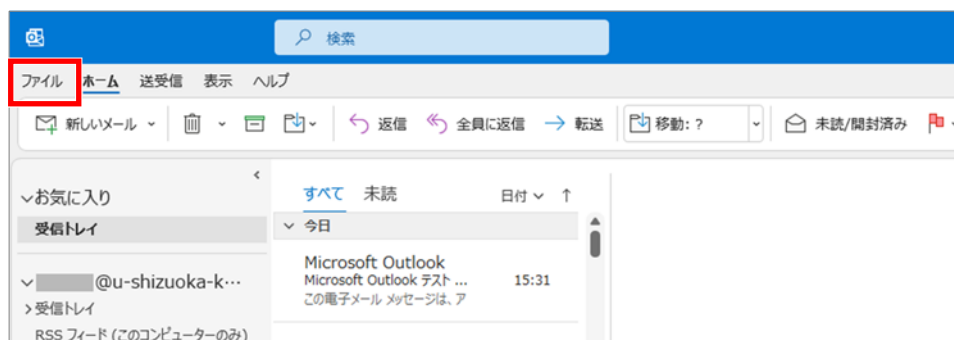 検索
ファイル ホーム 送受信 表示 ヘルプ
新しいメール 返信 全員に返信 転送 移動: ? 未読/開封済み
お気に入り
受信トレイ
@u-shizuoka-k…
受信トレイ
RSS フィード (このコンピューターのみ)
すべて 未読 日付 ↑
今日
Microsoft Outlook
Microsoft Outlook テスト ... 15:31
この電子メール メッセージは、ア